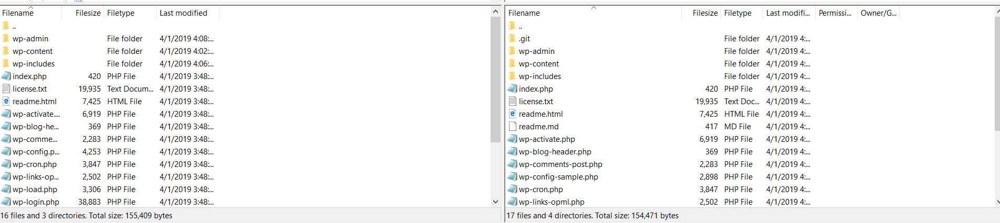 Filename Filesize Filetype Last modified
..
wp-admin File folder 4/1/2019 4:08:...
wp-content File folder 4/1/2019 4:02:...
wp-includes File folder 4/1/2019 4:06:...
index.php 420 PHP File 4/1/2019 3:48:...
license.txt 19,935 Text Docum... 4/1/2019 3:48:...
readme.html 7,425 HTML File 4/1/2019 3:48:...
wp-activate.... 6,919 PHP File 4/1/2019 3:48:...
wp-blog-he... 369 PHP File 4/1/2019 3:48:...
wp-comme... 2,283 PHP File 4/1/2019 3:48:...
wp-config.p... 4,253 PHP File 4/1/2019 3:48:...
wp-cron.php 3,847 PHP File 4/1/2019 3:48:...
wp-links-op... 2,502 PHP File 4/1/2019 3:48:...
wp-load.php 3,306 PHP File 4/1/2019 3:48:...
wp-login.php 38,883 PHP File 4/1/2019 3:48:...
16 files and 3 directories. Total size: 155,409 bytes
Filename Filesize Filetype Last modifi... Permissi... Owner/G...
..
.git File folder 4/1/2019 4:...
wp-admin File folder 4/1/2019 4:...
wp-content File folder 4/1/2019 4:...
wp-includes File folder 4/1/2019 4:...
index.php 420 PHP File 4/1/2019 4:...
license.txt 19,935 Text Doc... 4/1/2019 4:...
readme.html 7,425 HTML File 4/1/2019 4:...
readme.md 417 MD File 4/1/2019 4:...
wp-activate.php 6,919 PHP File 4/1/2019 4:...
wp-blog-header.php 369 PHP File 4/1/2019 4:...
wp-comments-post.php 2,283 PHP File 4/1/2019 4:...
wp-config-sample.php 2,898 PHP File 4/1/2019 4:...
wp-cron.php 3,847 PHP File 4/1/2019 4:...
wp-links-opml.php 2,502 PHP File 4/1/2019 4:...
17 files and 4 directories. Total size: 154,471 bytes